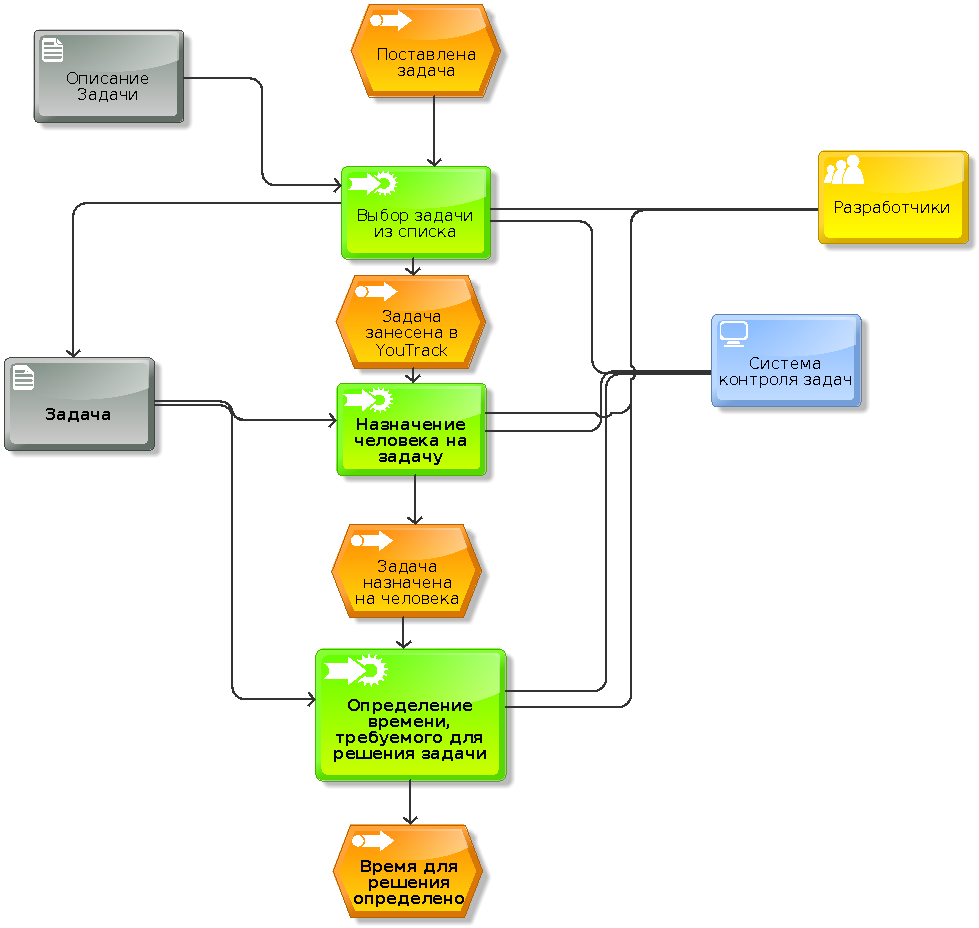 Поставлена
задача
Описание
Задачи
Выбор задачи
из списка
Разработчики
Задача
занесена в
YouTrack
Система
контроля задач
Задача
Назначение
человека на
задачу
Задача
назначена
на человека
Определение
времени,
требуемого для
решения задачи
Время для
решения
определено